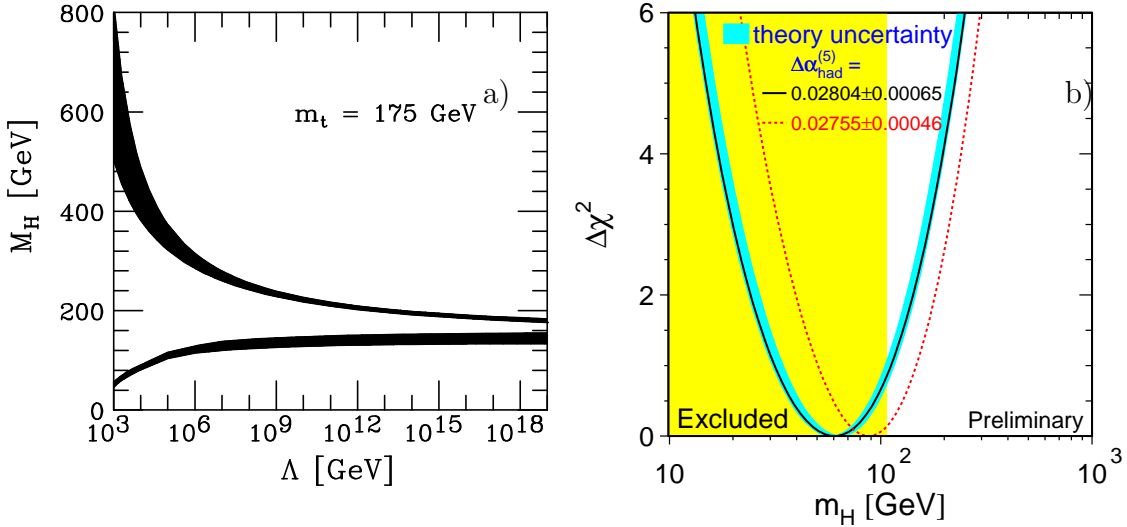 800
600
400
200
0
M_H [GeV]
m_t = 175 GeV
a)
10^3
10^6
10^9
10^12
10^15
10^18
Λ [GeV]
6
4
2
0
Δχ^2
theory uncertainty
Δα_had^(5) =
0.02804±0.00065
0.02755±0.00046
b)
Excluded
Preliminary
10
10^2
10^3
m_H [GeV]